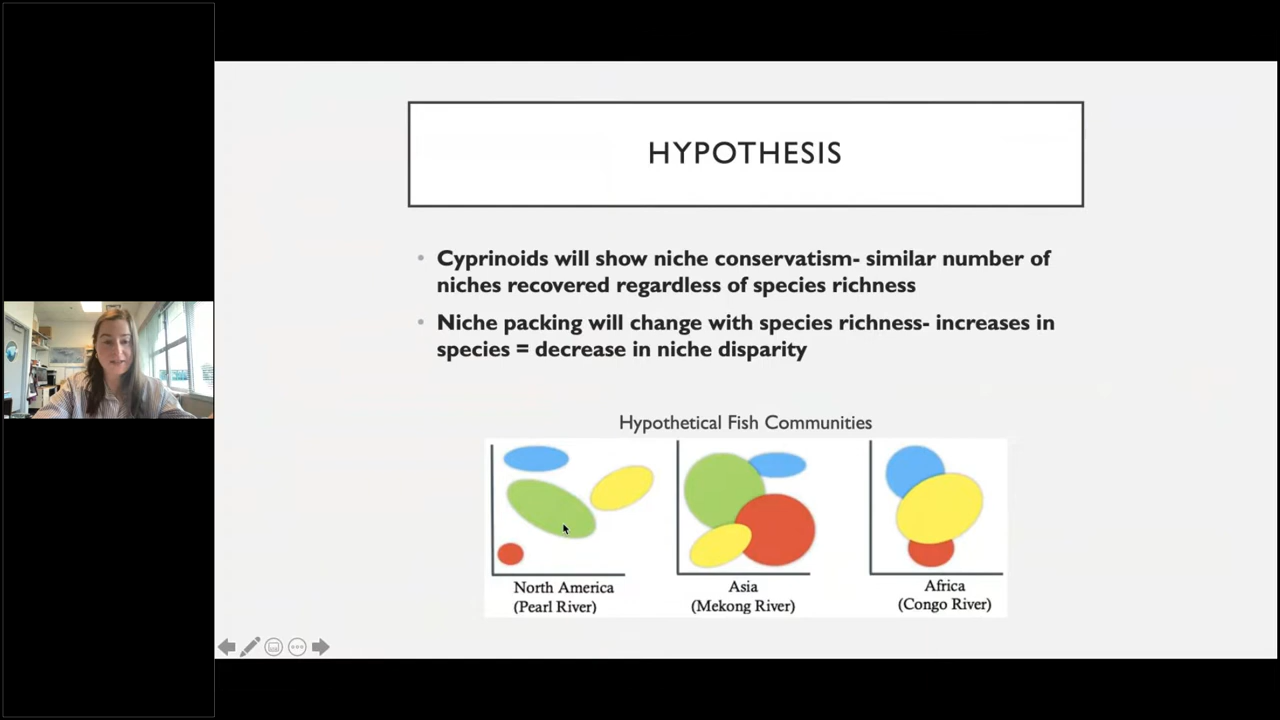 HYPOTHESIS
Cyprinoids will show niche conservatism- similar number of
niches recovered regardless of species richness
Niche packing will change with species richness- increases in
species = decrease in niche disparity
Hypothetical Fish Communities
North America
(Pearl River)
Asia
(Mekong River)
Africa
(Congo River)